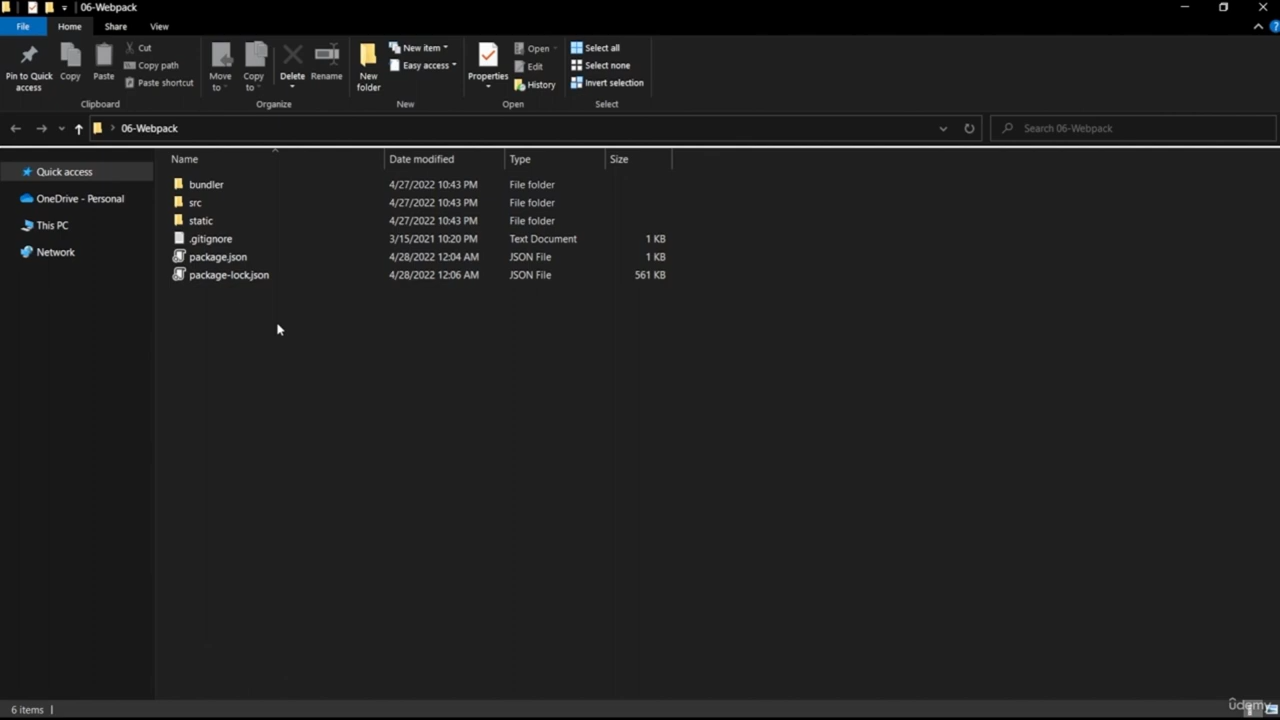 06-Webpack
File Home Share View
Pin to Quick access
Copy
Paste
Cut
Copy path
Paste shortcut
Clipboard
Move to
Copy to
Delete
Rename
Organize
New folder
New item
Easy access
New
Properties
Open
Edit
History
Open
Select all
Select none
Invert selection
Select
06-Webpack
Search 06-Webpack
Quick access
OneDrive - Personal
This PC
Network
Name Date modified Type Size
bundler 4/27/2022 10:43 PM File folder
src 4/27/2022 10:43 PM File folder
static 4/27/2022 10:43 PM File folder
.gitignore 3/15/2021 10:20 PM Text Document 1 KB
package.json 4/28/2022 12:04 AM JSON File 1 KB
package-lock.json 4/28/2022 12:06 AM JSON File 561 KB
6 items
ûdemy